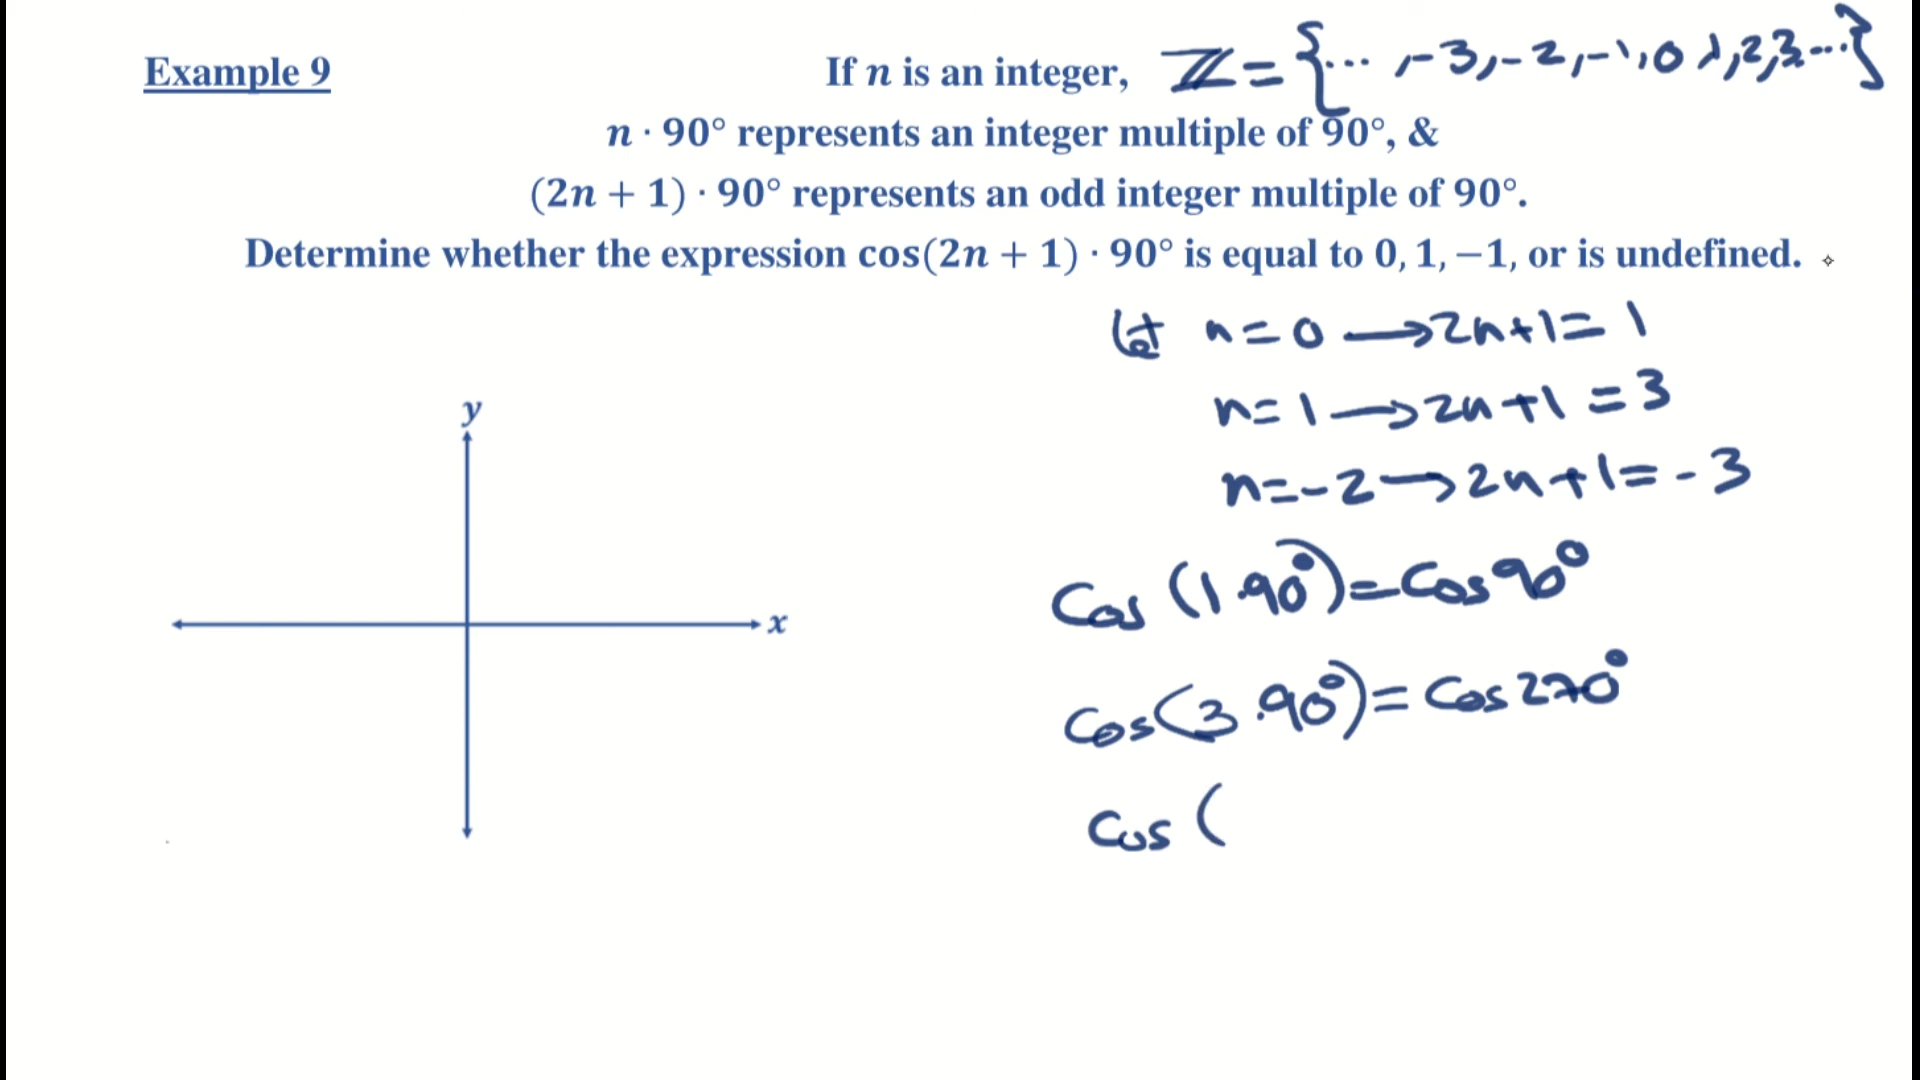 Example 9
If n is an integer, ℤ = {... , -3, -2, -1, 0 1, 2, 3 ...}
n · 90° represents an integer multiple of 90°, &
(2n + 1) · 90° represents an odd integer multiple of 90°.
Determine whether the expression cos(2n + 1) · 90° is equal to 0, 1, −1, or is undefined.
let n = 0 ⟶ 2n+1 = 1
n = 1 ⟶ 2n+1 = 3
n = -2 ⟶ 2n+1 = -3
y
x
Cos (1 · 90°) = Cos 90°
Cos (3 · 90°) = Cos 270°
Cos (